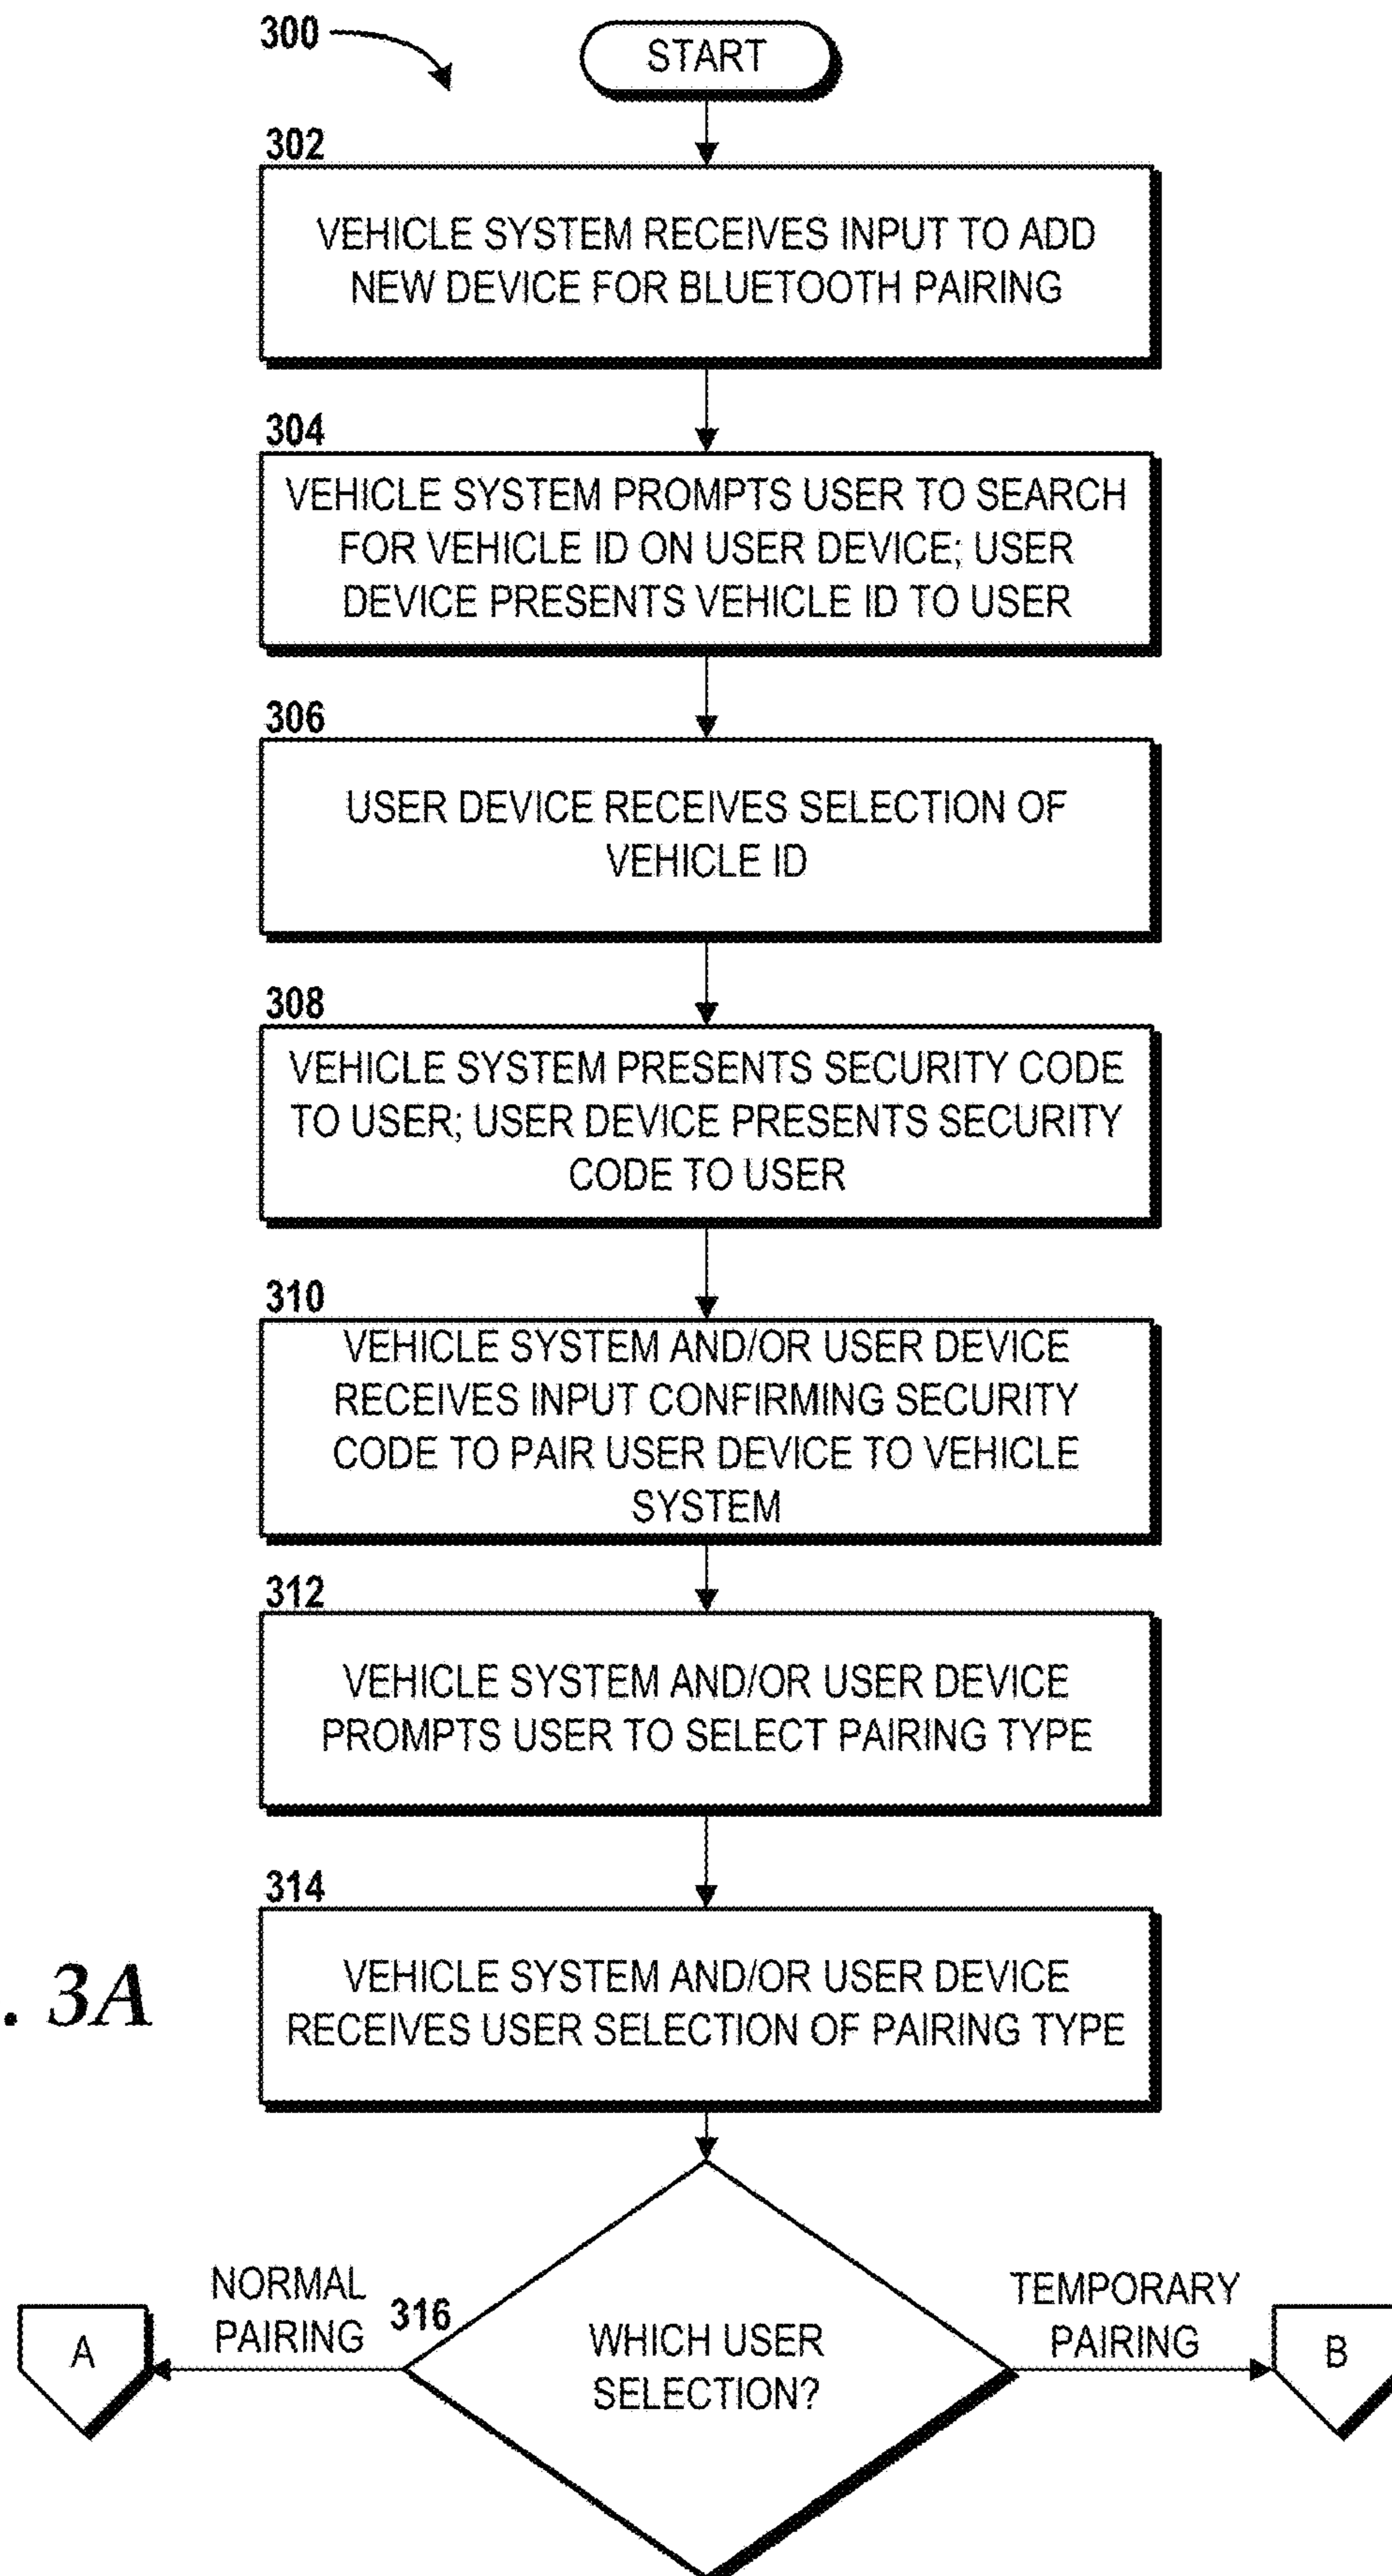 300
START
302
VEHICLE SYSTEM RECEIVES INPUT TO ADD
NEW DEVICE FOR BLUETOOTH PAIRING
304
VEHICLE SYSTEM PROMPTS USER TO SEARCH
FOR VEHICLE ID ON USER DEVICE; USER
DEVICE PRESENTS VEHICLE ID TO USER
306
USER DEVICE RECEIVES SELECTION OF
VEHICLE ID
308
VEHICLE SYSTEM PRESENTS SECURITY CODE
TO USER; USER DEVICE PRESENTS SECURITY
CODE TO USER
310
VEHICLE SYSTEM AND/OR USER DEVICE
RECEIVES INPUT CONFIRMING SECURITY
CODE TO PAIR USER DEVICE TO VEHICLE
SYSTEM
312
VEHICLE SYSTEM AND/OR USER DEVICE
PROMPTS USER TO SELECT PAIRING TYPE
314
VEHICLE SYSTEM AND/OR USER DEVICE
RECEIVES USER SELECTION OF PAIRING TYPE
. 3A
NORMAL
PAIRING
A
316
WHICH USER
SELECTION?
TEMPORARY
PAIRING
B